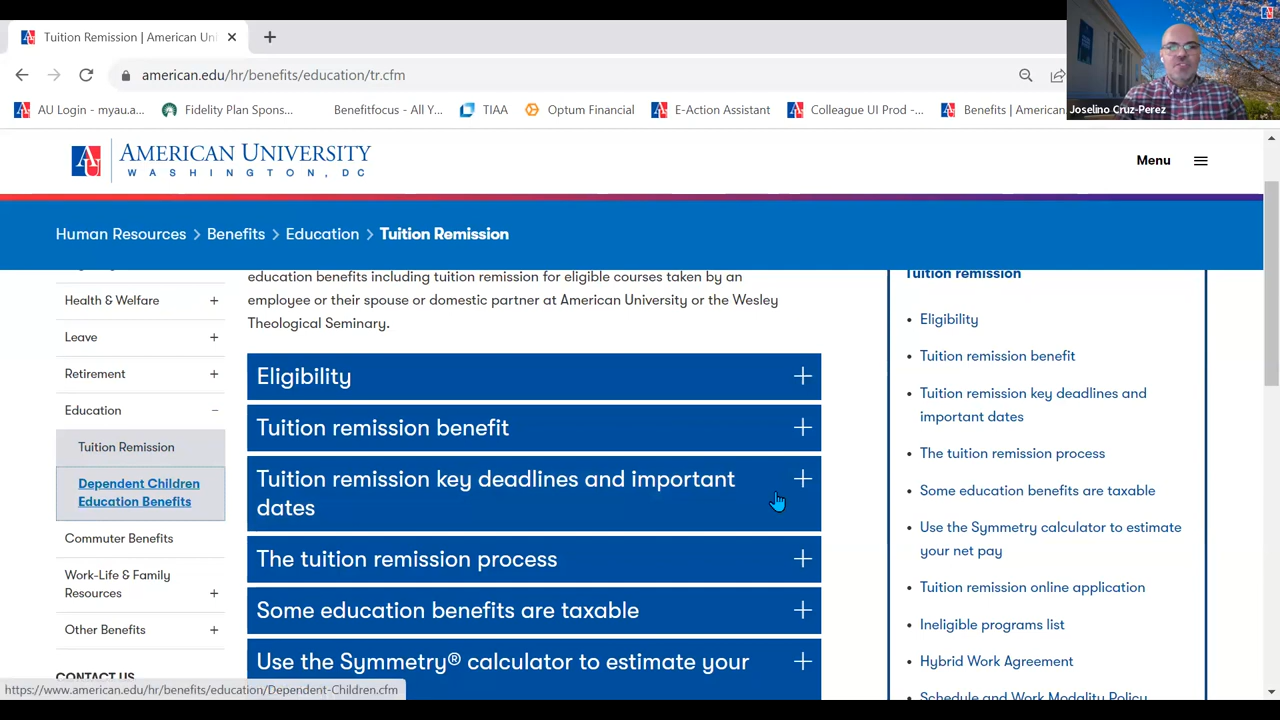 Tuition Remission | American Uni
american.edu/hr/benefits/education/tr.cfm
AU Login - myau.a...
Fidelity Plan Spons...
Benefitfocus - All Y...
TIAA
Optum Financial
E-Action Assistant
Colleague UI Prod -...
Benefits | American
Joselino Cruz-Perez
AU
AMERICAN UNIVERSITY
WASHINGTON, DC
Menu
Human Resources > Benefits > Education > Tuition Remission
Health & Welfare +
Leave +
Retirement +
Education −
Tuition Remission
Dependent Children
Education Benefits
Commuter Benefits
Work-Life & Family
Resources +
Other Benefits +
CONTACT US
education benefits including tuition remission for eligible courses taken by an
employee or their spouse or domestic partner at American University or the Wesley
Theological Seminary.
Eligibility +
Tuition remission benefit +
Tuition remission key deadlines and important +
dates
The tuition remission process +
Some education benefits are taxable +
Use the Symmetry® calculator to estimate your +
Tuition remission
• Eligibility
• Tuition remission benefit
• Tuition remission key deadlines and
important dates
• The tuition remission process
• Some education benefits are taxable
• Use the Symmetry calculator to estimate
your net pay
• Tuition remission online application
• Ineligible programs list
• Hybrid Work Agreement
• Schedule and Work Modality Policy
https://www.american.edu/hr/benefits/education/Dependent-Children.cfm